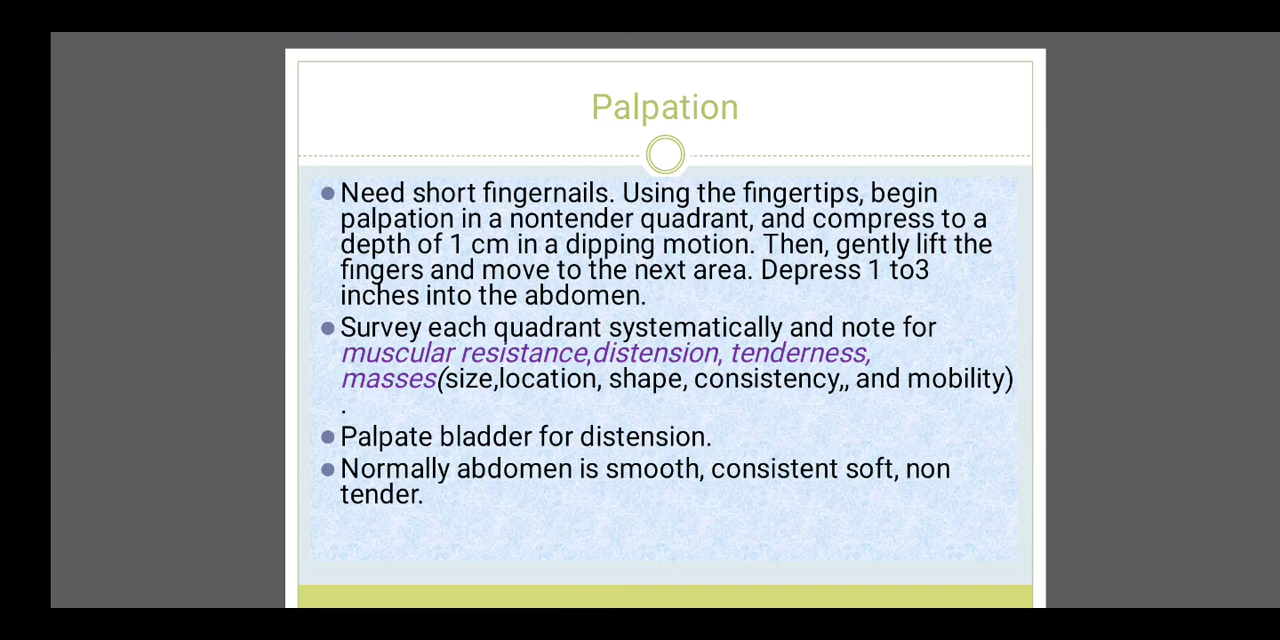 Palpation
Need short fingernails. Using the fingertips, begin
palpation in a nontender quadrant, and compress to a
depth of 1 cm in a dipping motion. Then, gently lift the
fingers and move to the next area. Depress 1 to3
inches into the abdomen.
Survey each quadrant systematically and note for
muscular resistance,distension, tenderness,
masses(size,location, shape, consistency,, and mobility)
.
Palpate bladder for distension.
Normally abdomen is smooth, consistent soft, non
tender.